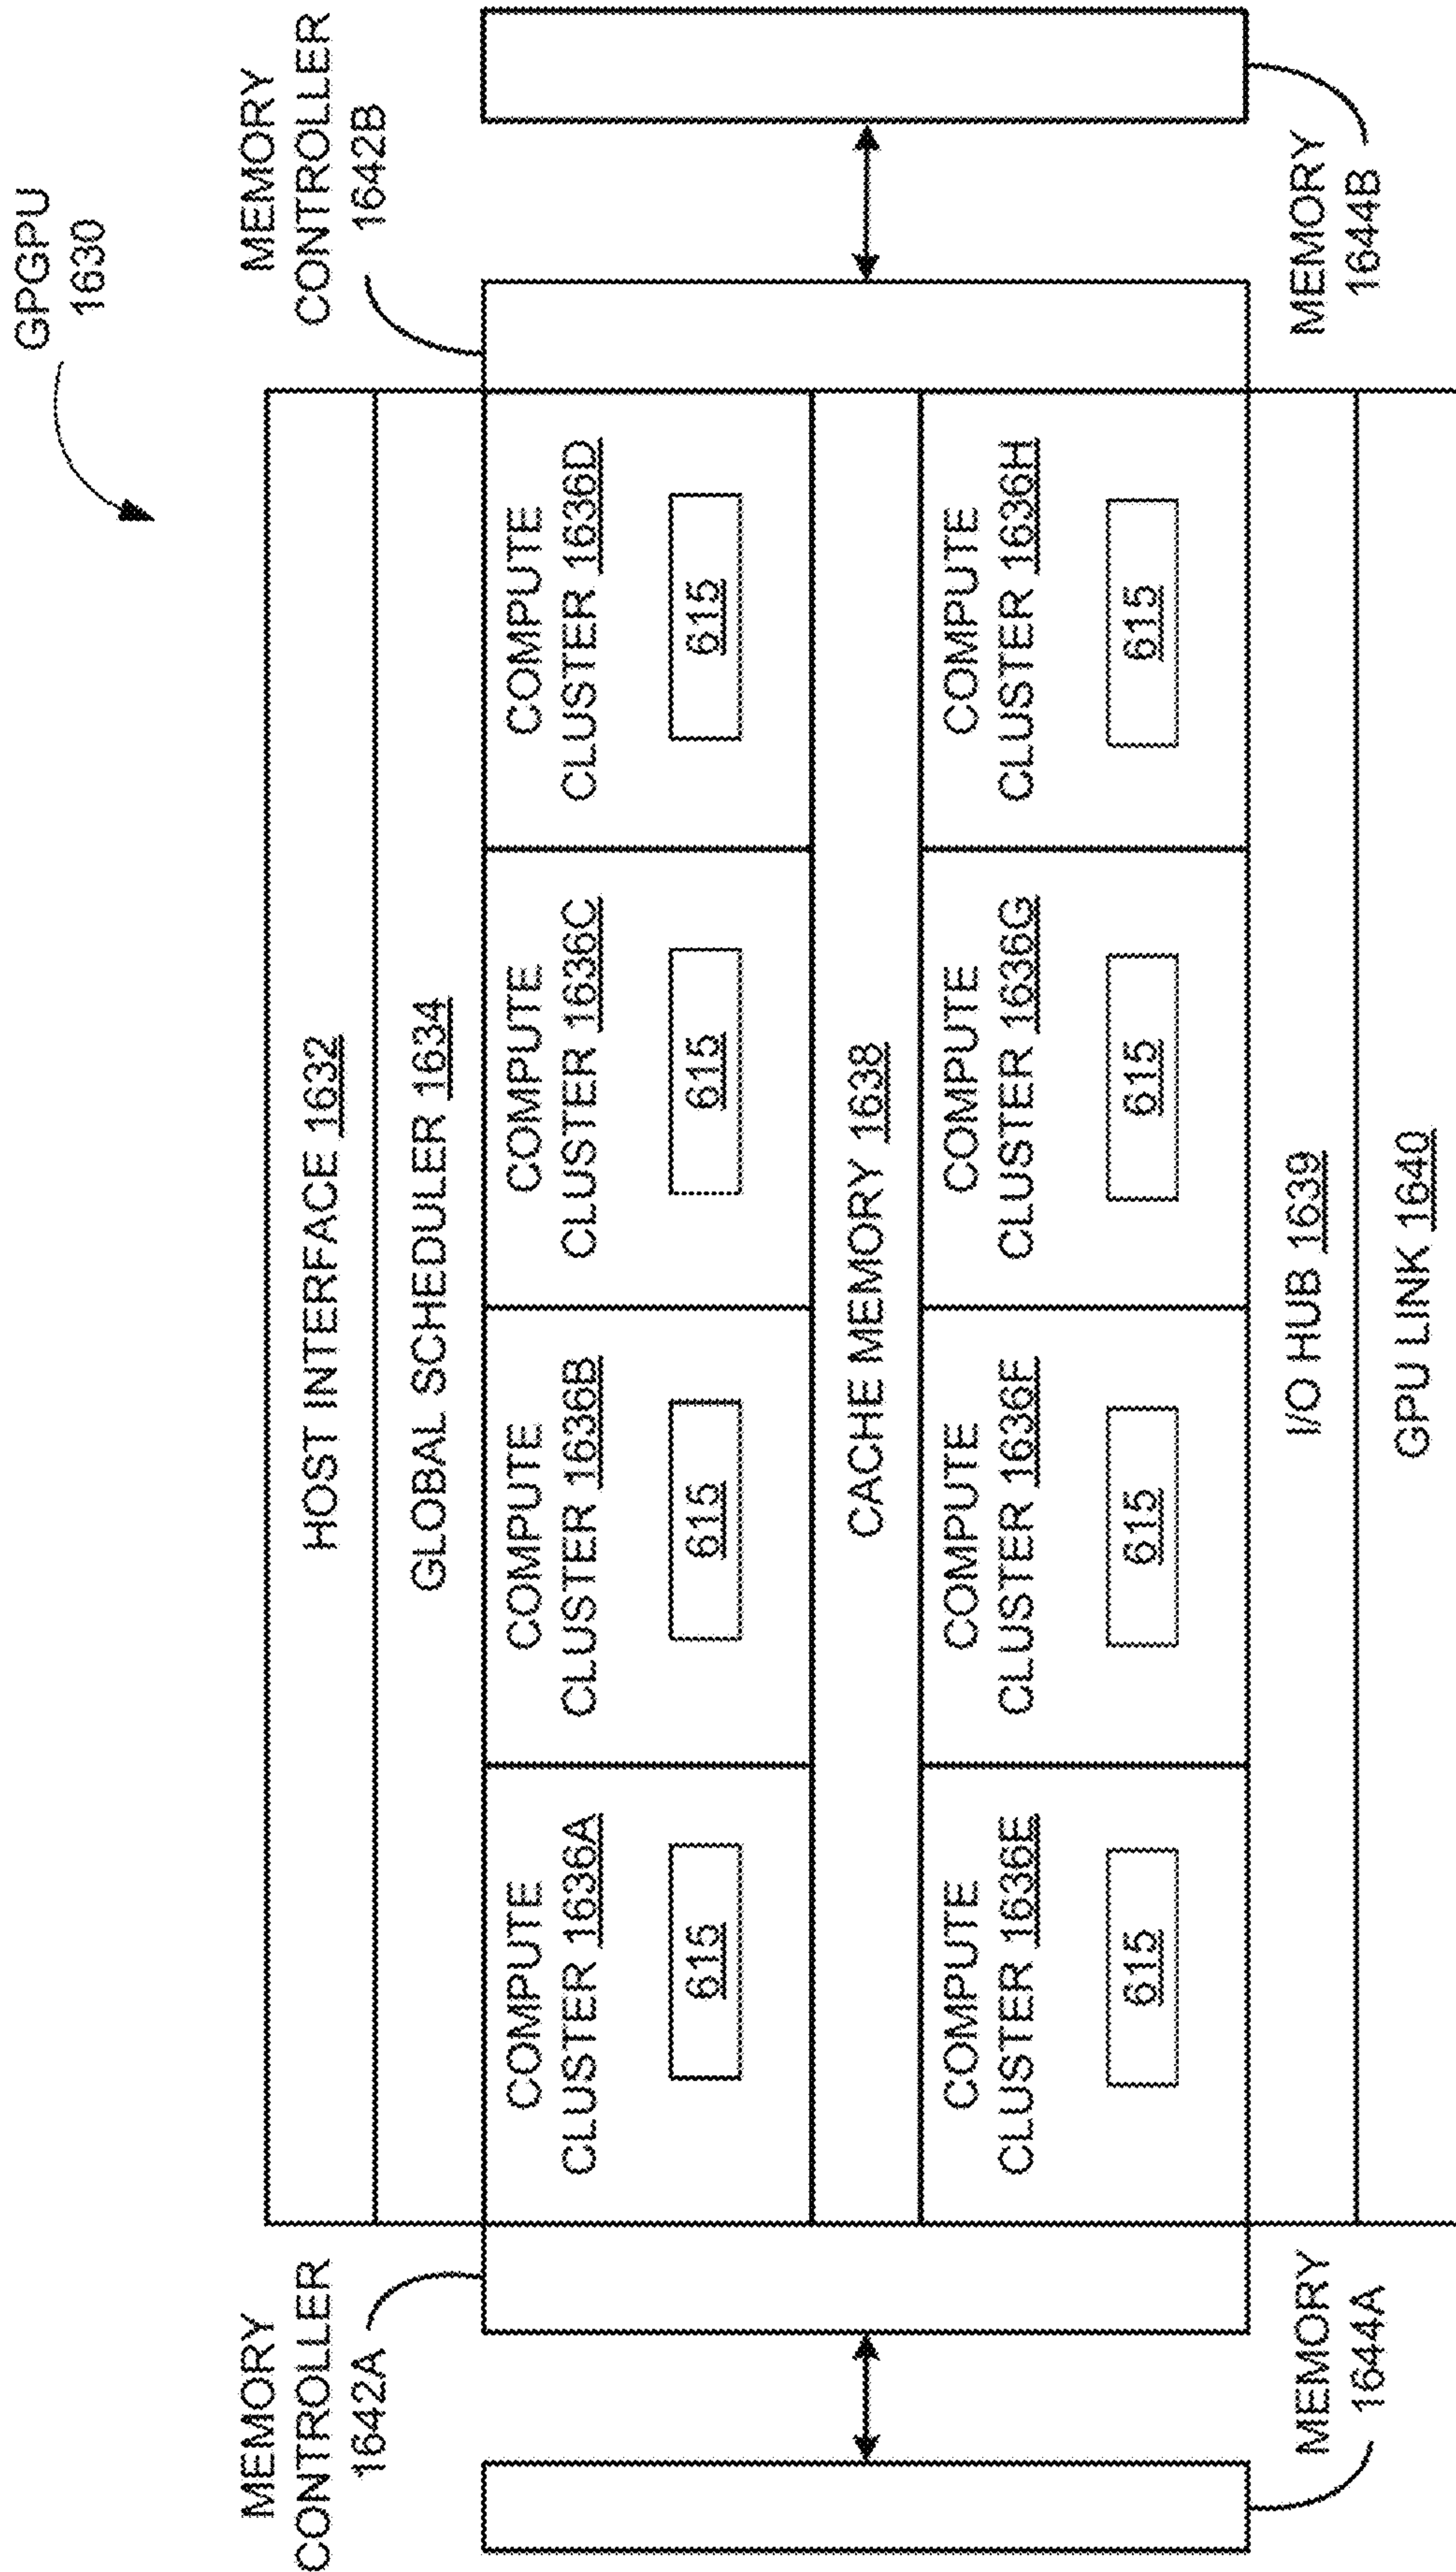 GPGPU
1630
MEMORY
CONTROLLER
1642A
MEMORY
CONTROLLER
1642B
HOST INTERFACE 1632
GLOBAL SCHEDULER 1634
COMPUTE
CLUSTER 1636A
615
COMPUTE
CLUSTER 1636B
615
COMPUTE
CLUSTER 1636C
615
COMPUTE
CLUSTER 1636D
615
CACHE MEMORY 1638
COMPUTE
CLUSTER 1636E
615
COMPUTE
CLUSTER 1636F
615
COMPUTE
CLUSTER 1636G
615
COMPUTE
CLUSTER 1636H
615
MEMORY
1644A
MEMORY
1644B
I/O HUB 1639
GPU LINK 1640